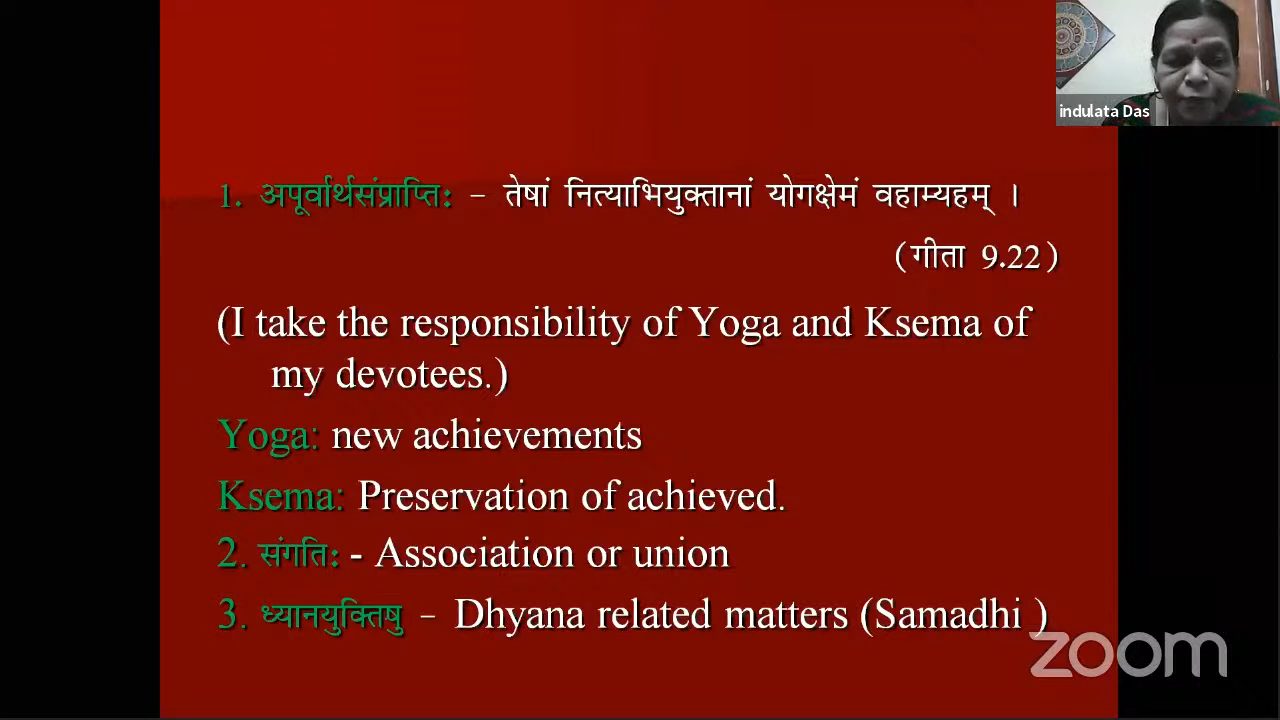 indulata Das
1. अपूर्वार्थसंप्राप्ति: – तेषां नित्याभियुक्तानां योगक्षेमं वहाम्यहम् ।
(गीता 9.22)
(I take the responsibility of Yoga and Ksema of
my devotees.)
Yoga: new achievements
Ksema: Preservation of achieved.
2. संगति: - Association or union
3. ध्यानयुक्तिषु – Dhyana related matters (Samadhi )
zoom